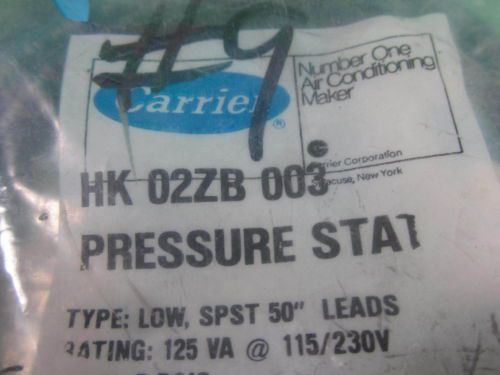 #9
Carrier
®
Number One
Air Conditioning
Maker
Carrier Corporation
Syracuse, New York
HK 02ZB 003
PRESSURE STAT
TYPE: LOW, SPST 50" LEADS
RATING: 125 VA @ 115/230V